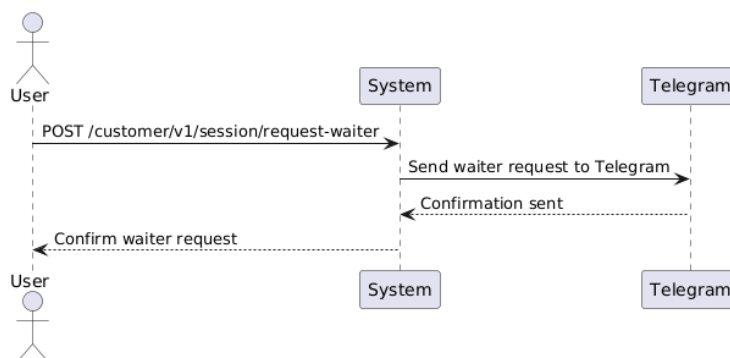 User
System
Telegram
POST /customer/v1/session/request-waiter
Send waiter request to Telegram
Confirmation sent
Confirm waiter request
User
System
Telegram